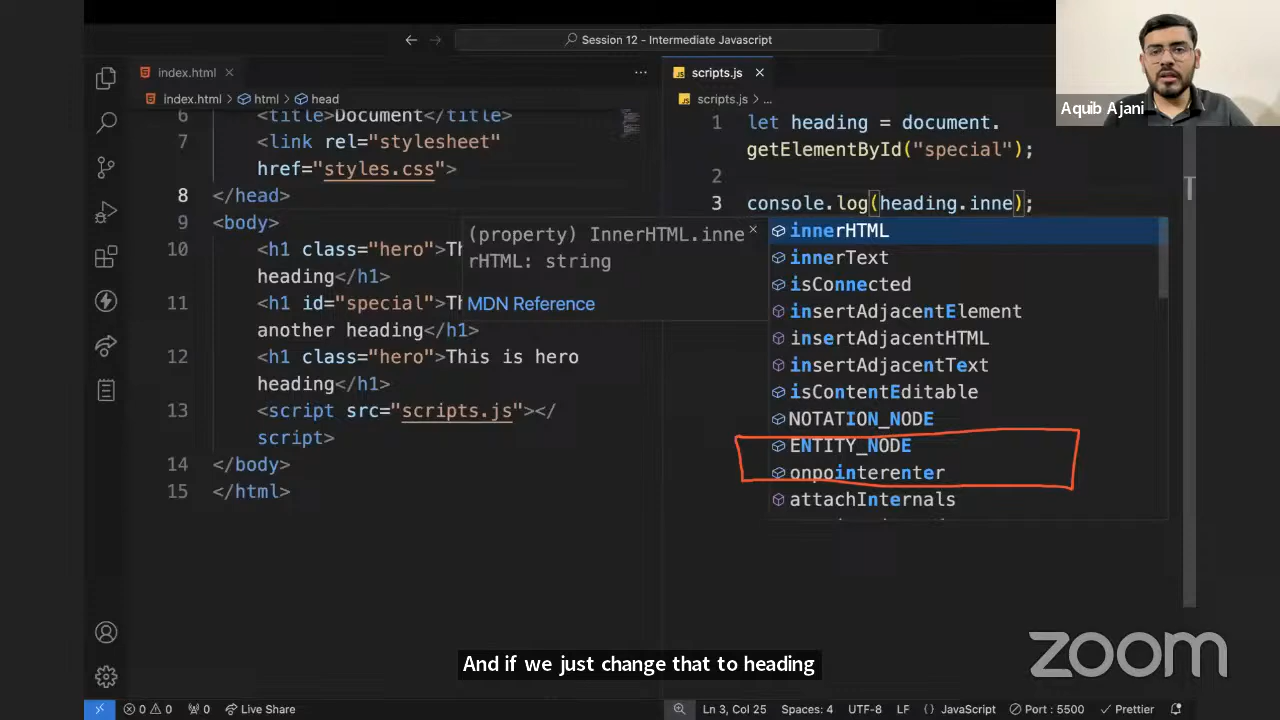 Session 12 - Intermediate Javascript
Aquib Ajani
index.html
index.html > html > head
6 <title>Document</title>
7 <link rel="stylesheet"
href="styles.css">
8 </head>
9 <body>
10 <h1 class="hero">Th
heading</h1>
11 <h1 id="special">Th
another heading</h1>
12 <h1 class="hero">This is hero
heading</h1>
13 <script src="scripts.js"></
script>
14 </body>
15 </html>
JS scripts.js
JS scripts.js > ...
1 let heading = document.
getElementById("special");
2
3 console.log(heading.inne);
(property) InnerHTML.inne
rHTML: string
MDN Reference
innerHTML
innerText
isConnected
insertAdjacentElement
insertAdjacentHTML
insertAdjacentText
isContentEditable
NOTATION_NODE
ENTITY_NODE
onpointerenter
attachInternals
And if we just change that to heading
zoom
0 0 0 Live Share
Ln 3, Col 25 Spaces: 4 UTF-8 LF {} JavaScript Port : 5500 Prettier